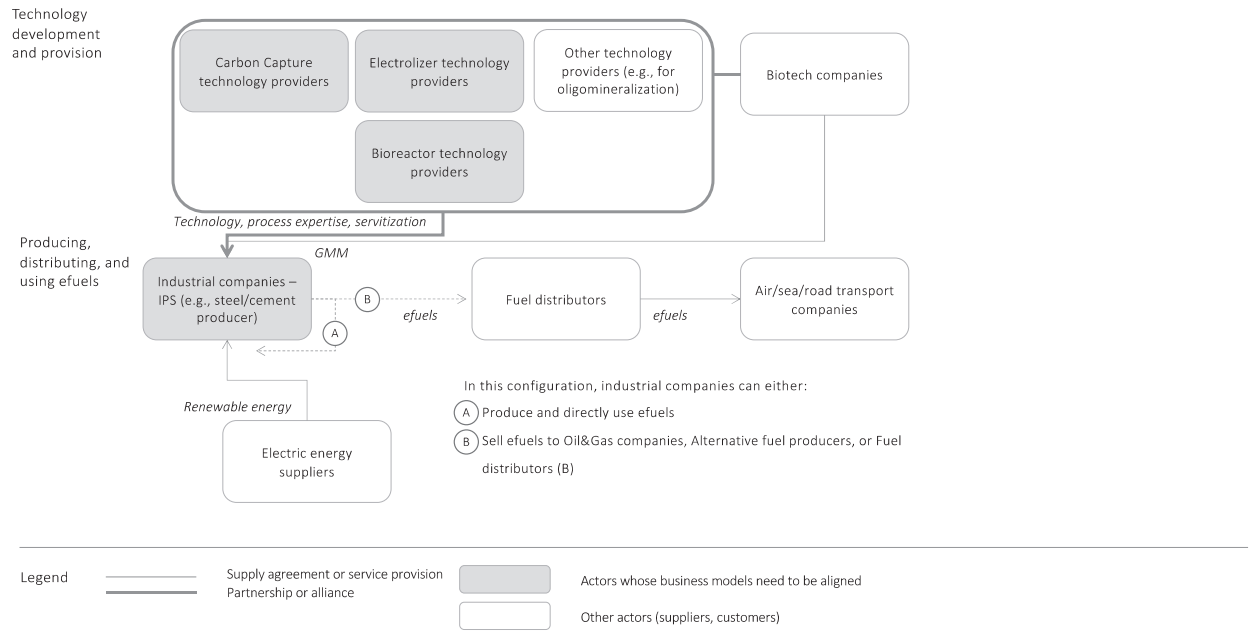 Technology
development
and provision
Carbon Capture
technology providers
Electrolizer technology
providers
Other technology
providers (e.g., for
oligomineralization)
Biotech companies
Bioreactor technology
providers
Technology, process expertise, servitization
Producing,
distributing, and
using efuels
GMM
Industrial companies –
IPS (e.g., steel/cement
producer)
B
efuels
A
Fuel distributors
efuels
Air/sea/road transport
companies
Renewable energy
Electric energy
suppliers
In this configuration, industrial companies can either:
A Produce and directly use efuels
B Sell efuels to Oil&Gas companies, Alternative fuel producers, or Fuel
distributors (B)
Legend
Supply agreement or service provision
Partnership or alliance
Actors whose business models need to be aligned
Other actors (suppliers, customers)